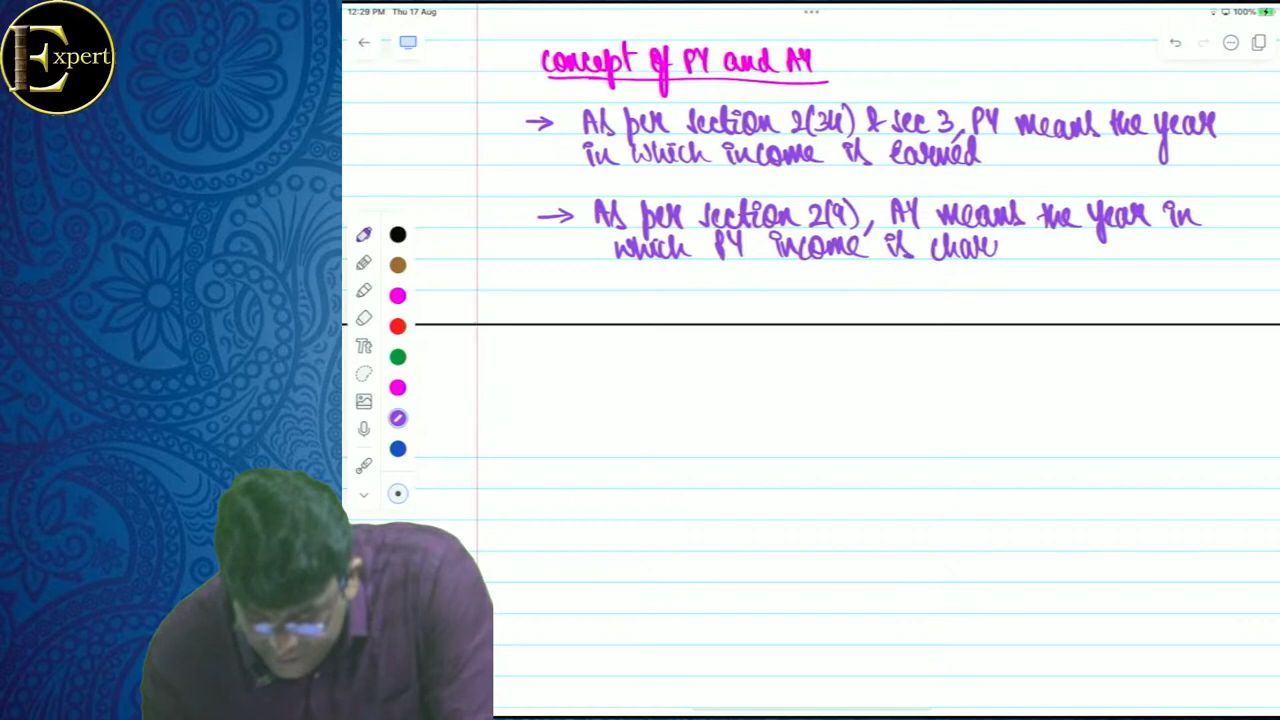 Expert
12:29 PM Thu 17 Aug
100%
concept of PY and AY
→ As per section 2(34) & sec 3, PY means the year
in which income is earned
→ As per section 2(9), AY means the year in
which PY income is char
Tt